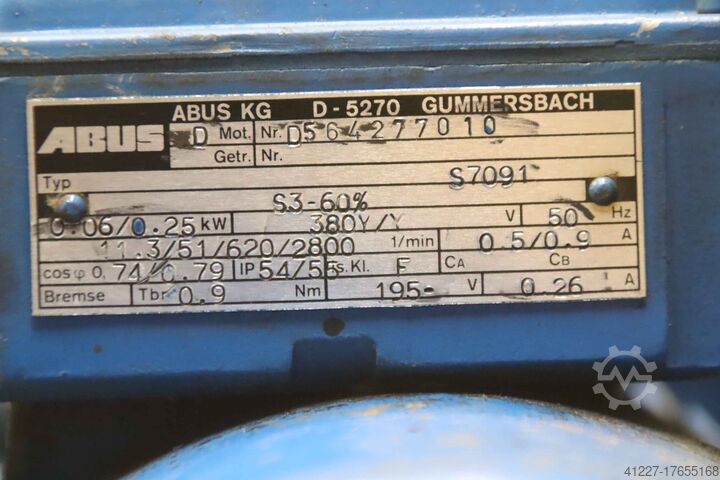 ABUS KG D-5270 GUMMERSBACH
ABUS D Mot. Nr. D564277010
Getr. Nr.
Typ S7091
S3-60%
0.06/0.25 kW 380Y/Y V 50 Hz
11.3/51/620/2800 1/min 0.5/0.9 A
cos φ 0, 74/0.79 IP 54/55 Is.Kl. F CA CB
Bremse Tbr 0.9 Nm 195- V 0.26 A
41227-17655168